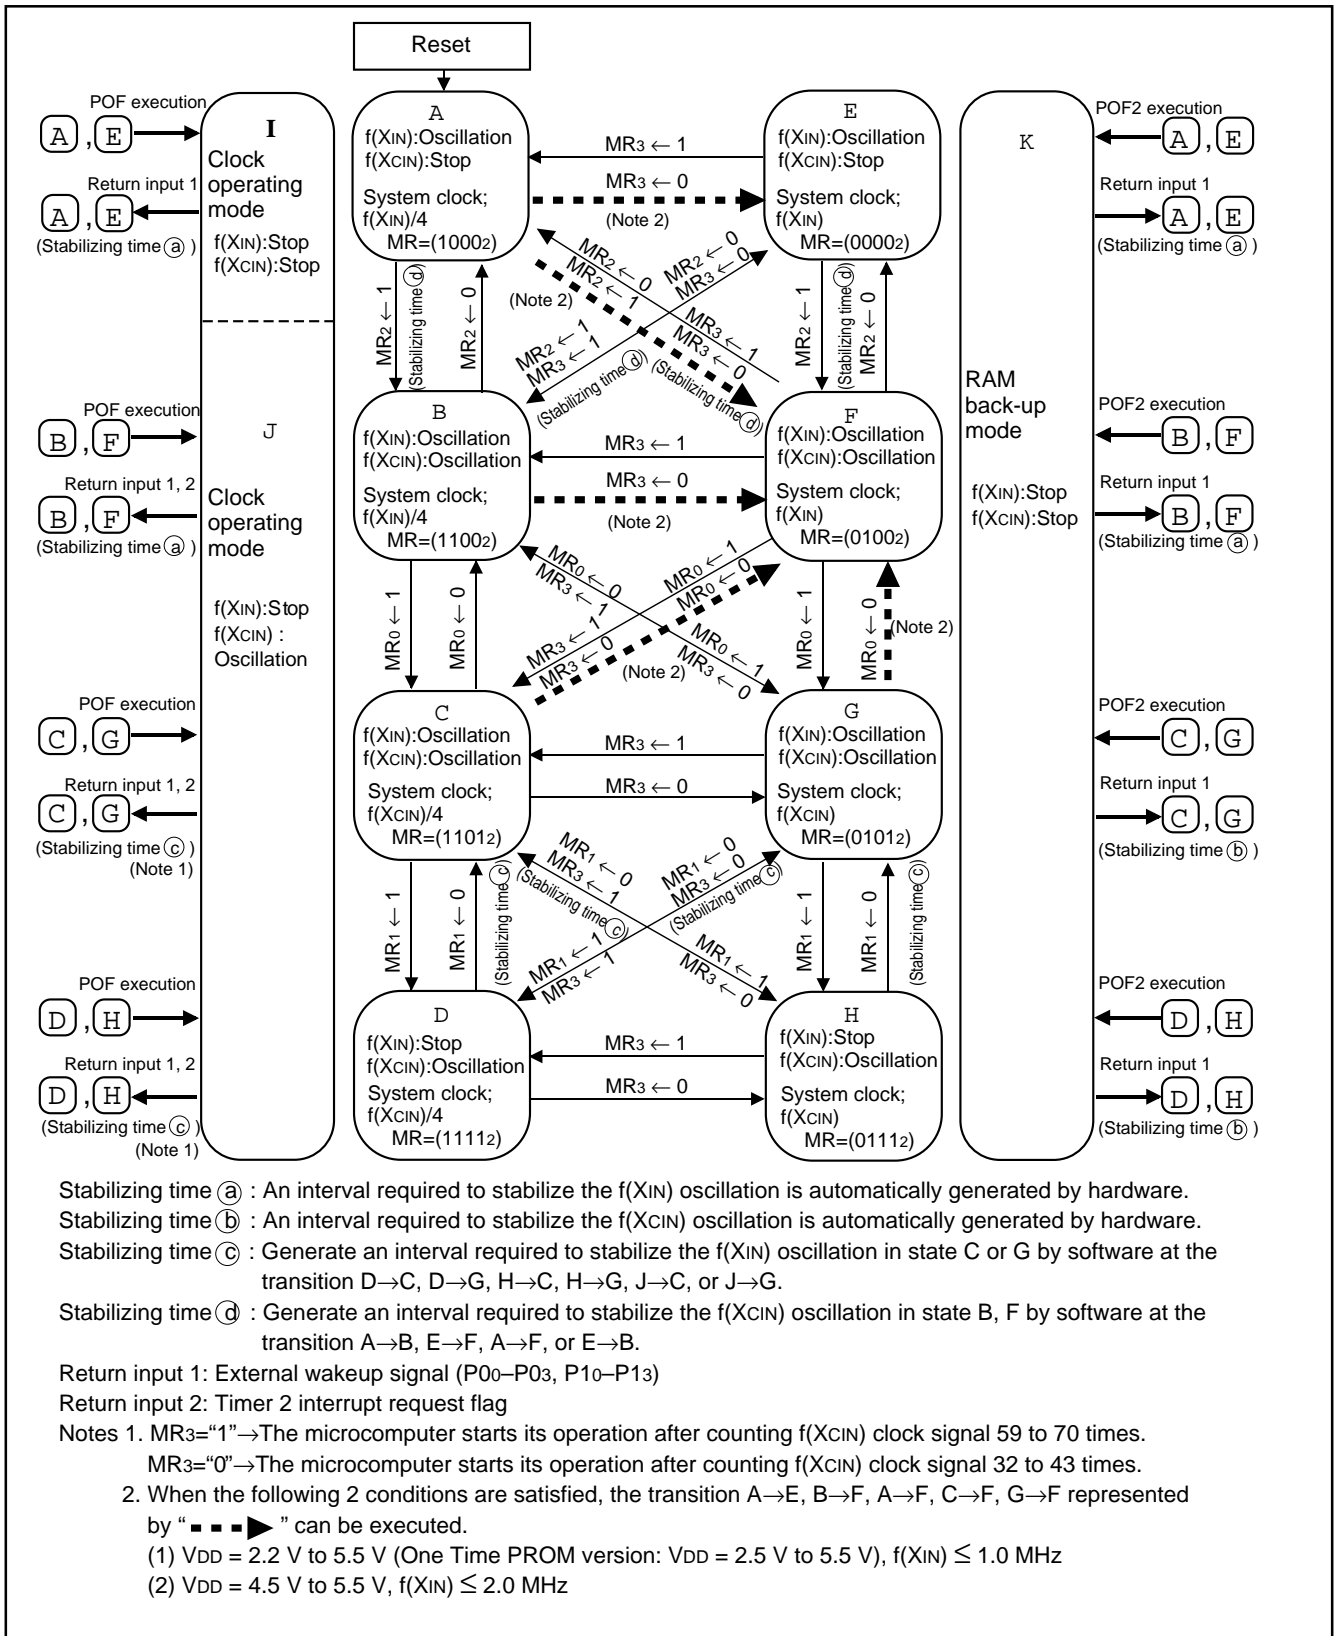 Reset
POF execution
A , E
Return input 1
A , E
(Stabilizing time ⓐ )
POF execution
B , F
Return input 1, 2
B , F
(Stabilizing time ⓐ )
POF execution
C , G
Return input 1, 2
C , G
(Stabilizing time ⓒ )
(Note 1)
POF execution
D , H
Return input 1, 2
D , H
(Stabilizing time ⓒ )
(Note 1)
I
Clock
operating
mode
f(XIN):Stop
f(XCIN):Stop
J
Clock
operating
mode
f(XIN):Stop
f(XCIN) :
Oscillation
A
f(XIN):Oscillation
f(XCIN):Stop
System clock;
f(XIN)/4
MR=(10002)
MR3 ← 1
MR3 ← 0
(Note 2)
E
f(XIN):Oscillation
f(XCIN):Stop
System clock;
f(XIN)
MR=(00002)
MR2 ← 1
(Stabilizing time ⓓ)
MR2 ← 0
(Note 2)
MR2 ← 0
MR2 ← 1
MR2 ← 0
MR3 ← 0
MR2 ← 1
MR3 ← 1
(Stabilizing time ⓓ)
MR3 ← 1
MR3 ← 0
(Stabilizing time ⓓ)
MR2 ← 1
(Stabilizing time ⓓ)
MR2 ← 0
B
f(XIN):Oscillation
f(XCIN):Oscillation
System clock;
f(XIN)/4
MR=(11002)
MR3 ← 1
MR3 ← 0
(Note 2)
F
f(XIN):Oscillation
f(XCIN):Oscillation
System clock;
f(XIN)
MR=(01002)
MR0 ← 1
MR0 ← 0
MR0 ← 0
MR3 ← 1
MR0 ← 1
MR0 ← 0
MR3 ← 1
MR3 ← 0
(Note 2)
MR0 ← 1
MR3 ← 0
MR0 ← 1
MR0 ← 0
(Note 2)
C
f(XIN):Oscillation
f(XCIN):Oscillation
System clock;
f(XCIN)/4
MR=(11012)
MR3 ← 1
MR3 ← 0
G
f(XIN):Oscillation
f(XCIN):Oscillation
System clock;
f(XCIN)
MR=(01012)
MR1 ← 1
MR1 ← 0
(Stabilizing time ⓒ)
MR1 ← 0
MR3 ← 1
(Stabilizing time ⓒ)
MR1 ← 0
MR3 ← 0
(Stabilizing time ⓒ)
MR1 ← 1
MR3 ← 1
MR1 ← 1
MR3 ← 0
MR1 ← 1
MR1 ← 0
(Stabilizing time ⓒ)
D
f(XIN):Stop
f(XCIN):Oscillation
System clock;
f(XCIN)/4
MR=(11112)
MR3 ← 1
MR3 ← 0
H
f(XIN):Stop
f(XCIN):Oscillation
System clock;
f(XCIN)
MR=(01112)
K
RAM
back-up
mode
f(XIN):Stop
f(XCIN):Stop
POF2 execution
A , E
Return input 1
A , E
(Stabilizing time ⓐ )
POF2 execution
B , F
Return input 1
B , F
(Stabilizing time ⓐ )
POF2 execution
C , G
Return input 1
C , G
(Stabilizing time ⓑ )
POF2 execution
D , H
Return input 1
D , H
(Stabilizing time ⓑ )
Stabilizing time ⓐ : An interval required to stabilize the f(XIN) oscillation is automatically generated by hardware.
Stabilizing time ⓑ : An interval required to stabilize the f(XCIN) oscillation is automatically generated by hardware.
Stabilizing time ⓒ : Generate an interval required to stabilize the f(XIN) oscillation in state C or G by software at the
transition D→C, D→G, H→C, H→G, J→C, or J→G.
Stabilizing time ⓓ : Generate an interval required to stabilize the f(XCIN) oscillation in state B, F by software at the
transition A→B, E→F, A→F, or E→B.
Return input 1: External wakeup signal (P00–P03, P10–P13)
Return input 2: Timer 2 interrupt request flag
Notes 1. MR3=“1”→The microcomputer starts its operation after counting f(XCIN) clock signal 59 to 70 times.
MR3=“0”→The microcomputer starts its operation after counting f(XCIN) clock signal 32 to 43 times.
2. When the following 2 conditions are satisfied, the transition A→E, B→F, A→F, C→F, G→F represented
by “ ” can be executed.
(1) VDD = 2.2 V to 5.5 V (One Time PROM version: VDD = 2.5 V to 5.5 V), f(XIN) ≤ 1.0 MHz
(2) VDD = 4.5 V to 5.5 V, f(XIN) ≤ 2.0 MHz